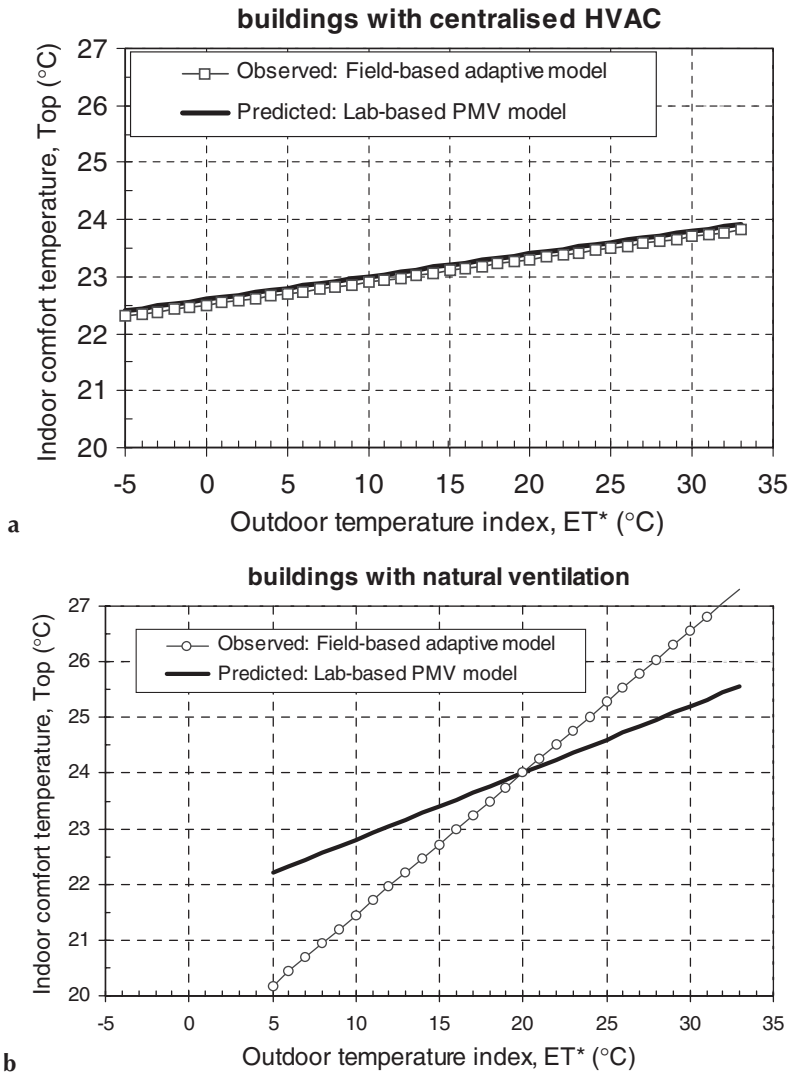 buildings with centralised HVAC
Indoor comfort temperature, Top (°C)
27
26
25
24
23
22
21
20
Observed: Field-based adaptive model
Predicted: Lab-based PMV model
-5 0 5 10 15 20 25 30 35
Outdoor temperature index, ET* (°C)
a
buildings with natural ventilation
Indoor comfort temperature, Top (°C)
27
26
25
24
23
22
21
20
Observed: Field-based adaptive model
Predicted: Lab-based PMV model
-5 0 5 10 15 20 25 30 35
Outdoor temperature index, ET* (°C)
b